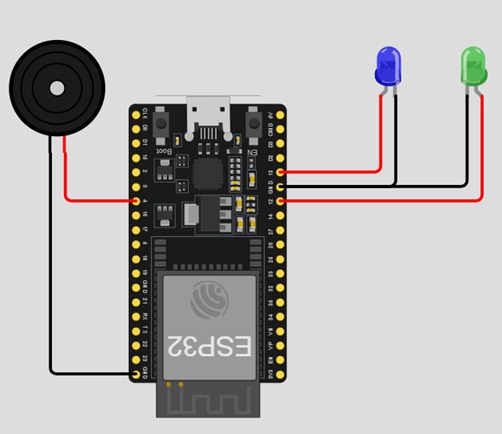 CLK
D0
D1
15
2
0
4
16
17
5
18
19
GND
21
RX
TX
22
23
GND
Boot
EN
5V
CMD
D3
D2
13
GND
12
14
27
26
25
33
32
35
34
VN
VP
EN
3V3
ESP32